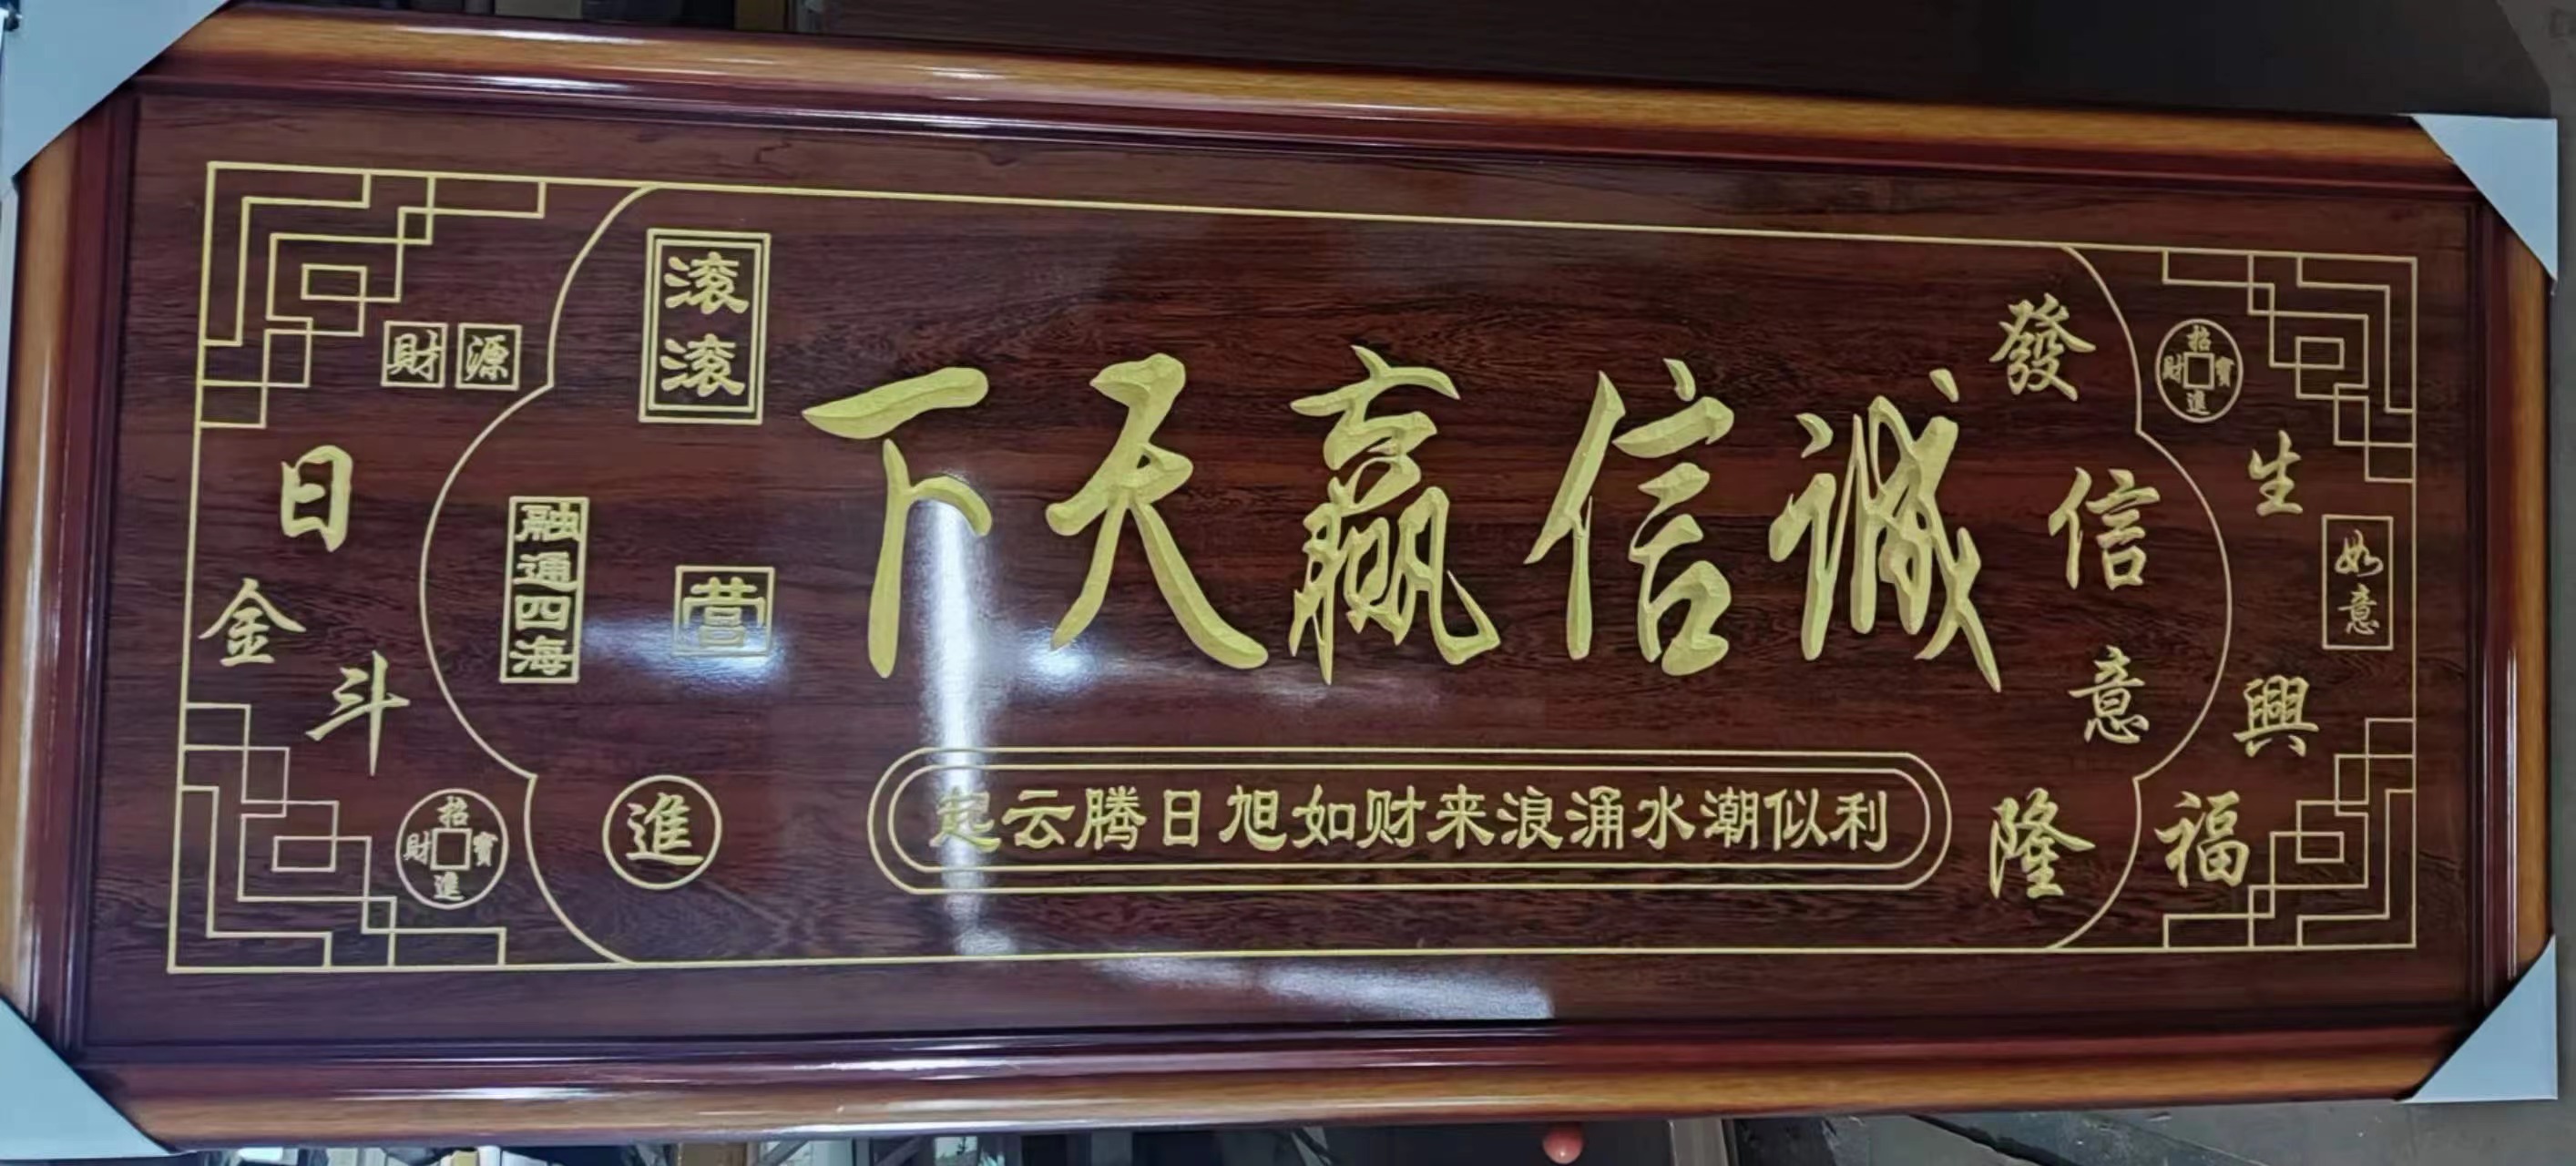 招財進寶
如意
生
興
福
發
信
意
隆
诚信赢天下
利似潮水涌浪来财如旭日腾云起
滚滚
营
進
融通四海
財源
日
金
斗
招財進寶